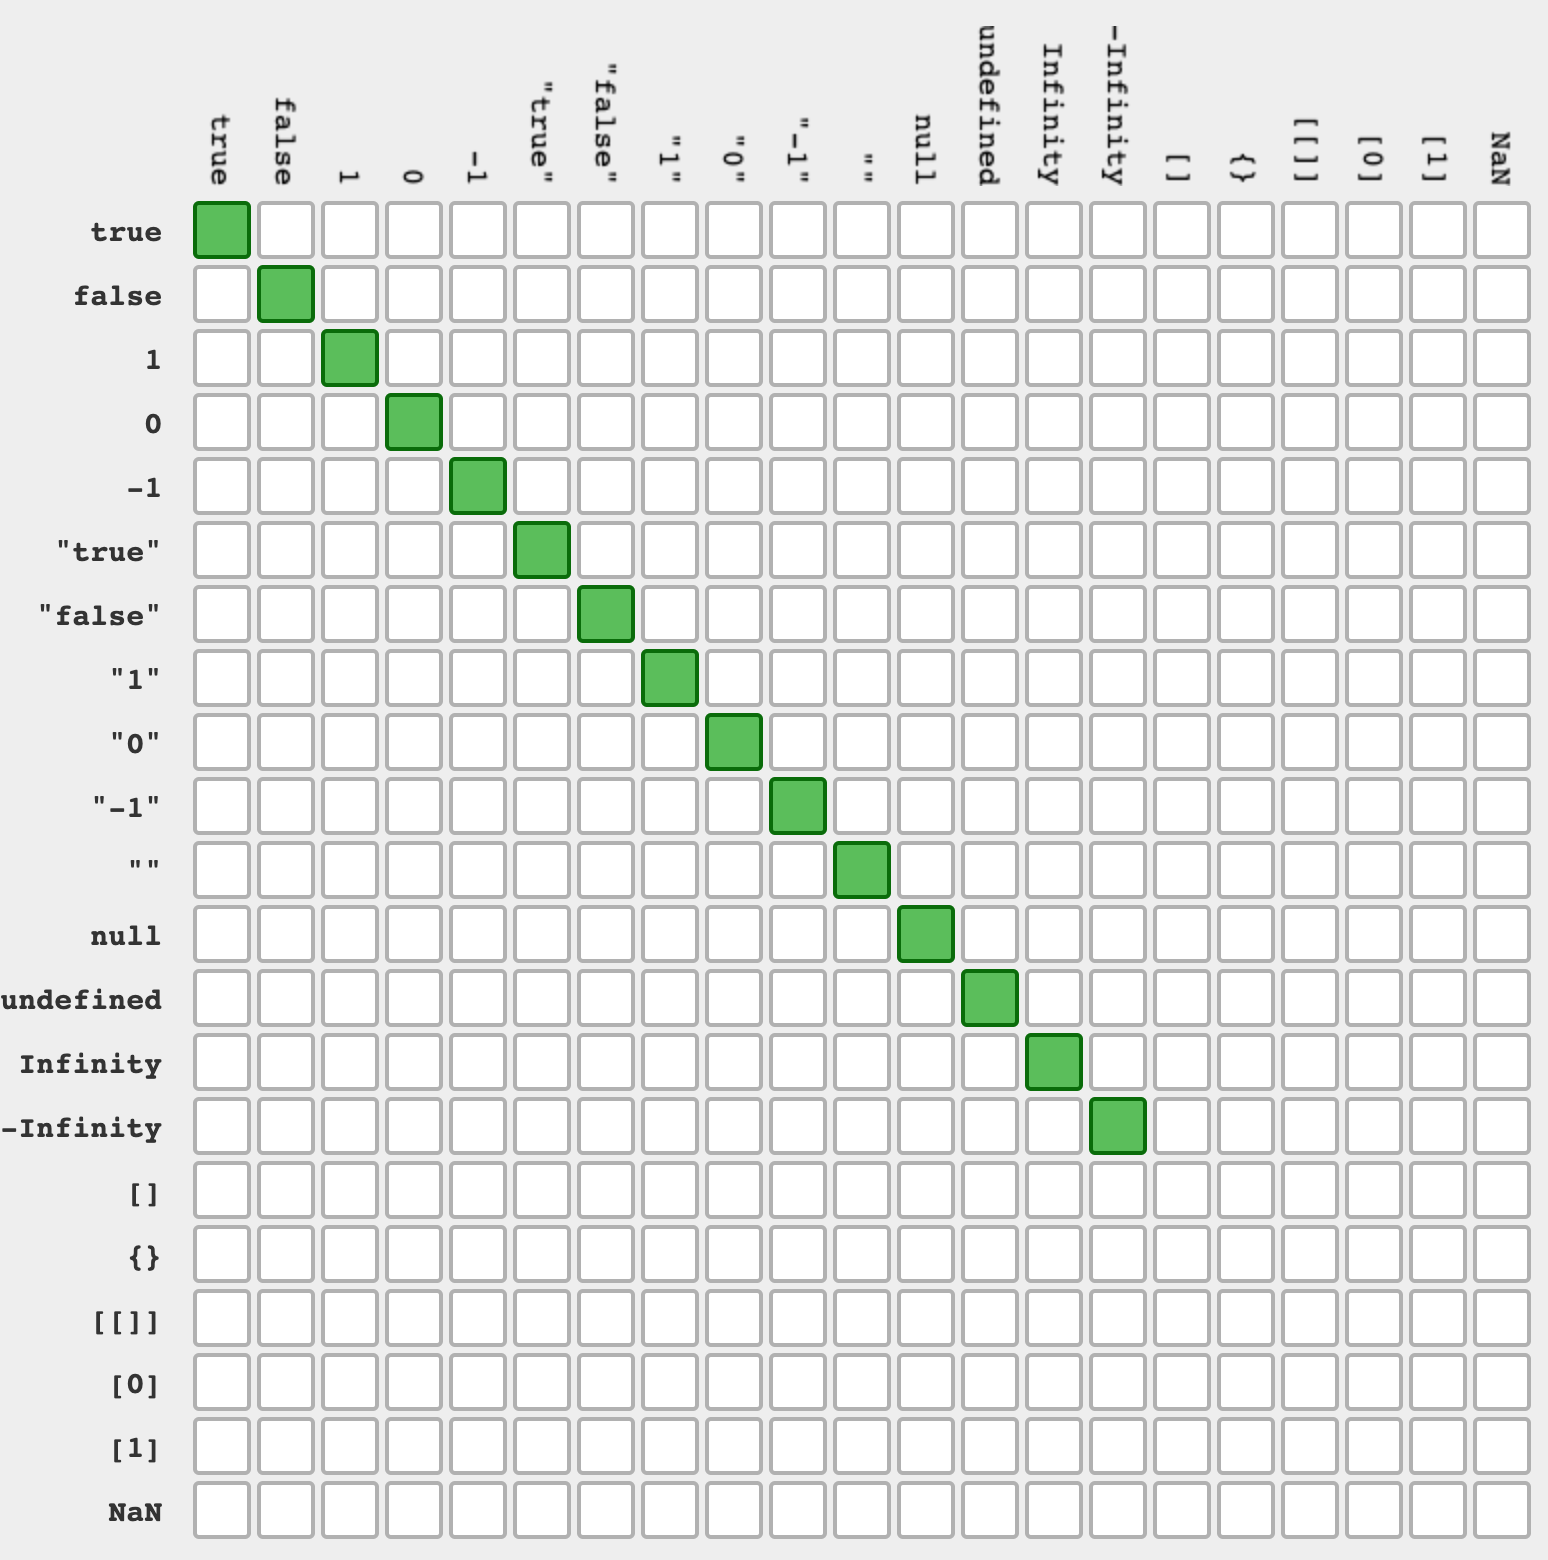 true
false
1
0
-1
"true"
"false"
"1"
"0"
"-1"
""
null
undefined
Infinity
-Infinity
[]
{}
[[]]
[0]
[1]
NaN
true
false
1
0
-1
"true"
"false"
"1"
"0"
"-1"
""
null
undefined
Infinity
-Infinity
[]
{}
[[]]
[0]
[1]
NaN